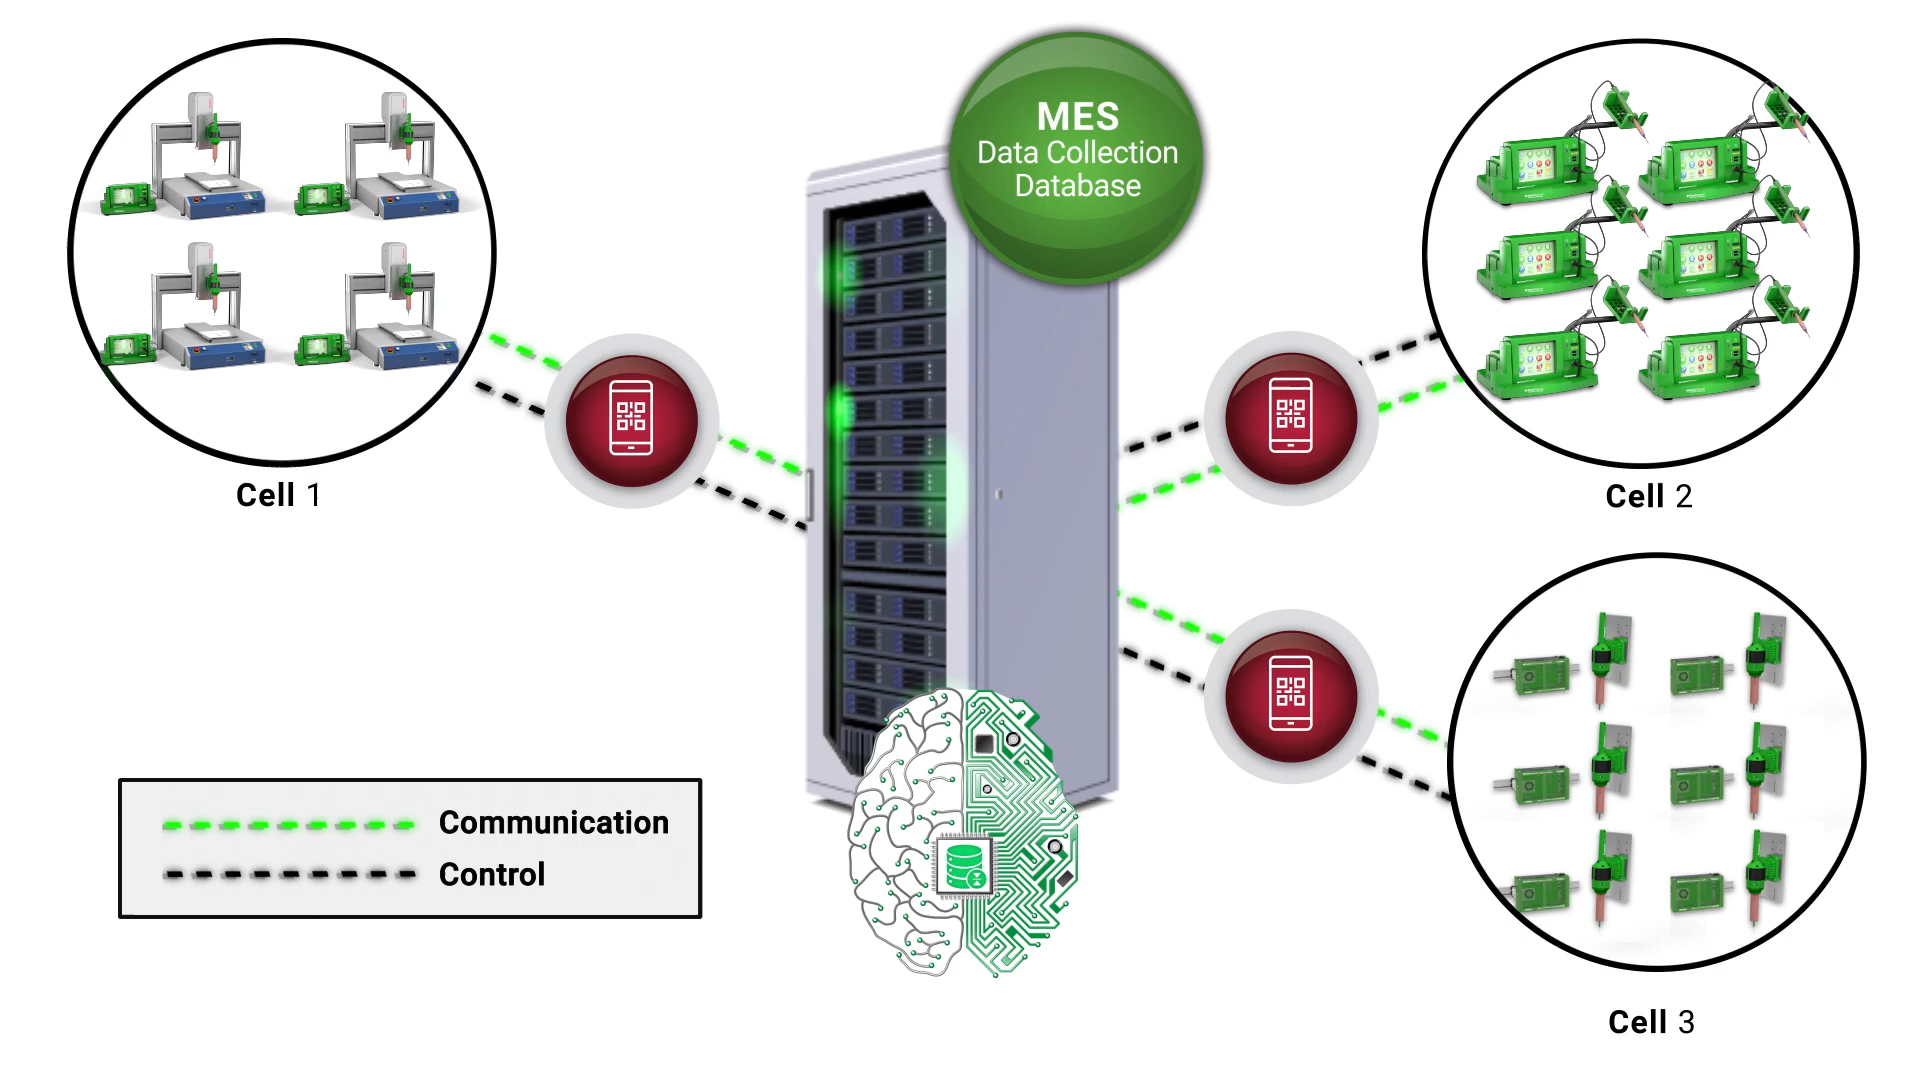 MES
Data Collection
Database
Cell 1
Cell 2
Communication
Control
Cell 3